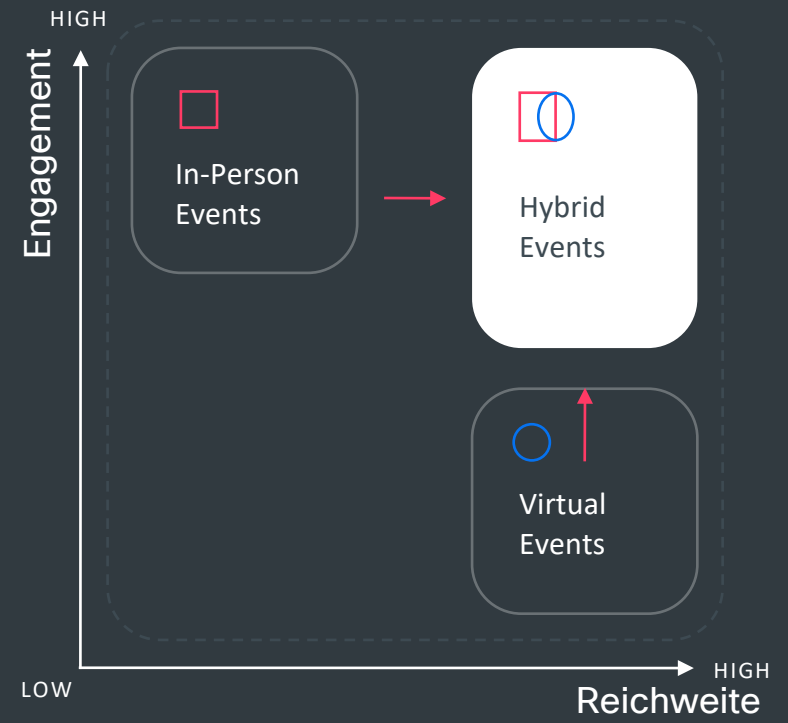 HIGH
Engagement
In-Person
Events
Hybrid
Events
Virtual
Events
LOW
HIGH
Reichweite